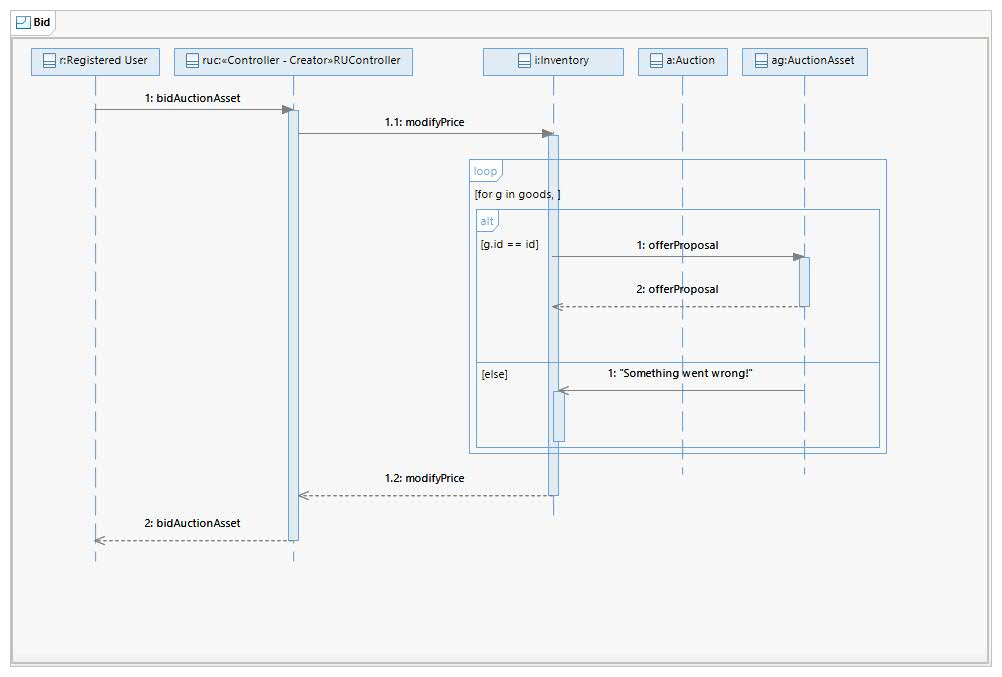 Bid
r:Registered User
ruc:«Controller - Creator»RUController
i:Inventory
a:Auction
ag:AuctionAsset
1: bidAuctionAsset
1.1: modifyPrice
loop
[for g in goods, ]
alt
[g.id == id]
1: offerProposal
2: offerProposal
[else]
1: "Something went wrong!"
1.2: modifyPrice
2: bidAuctionAsset